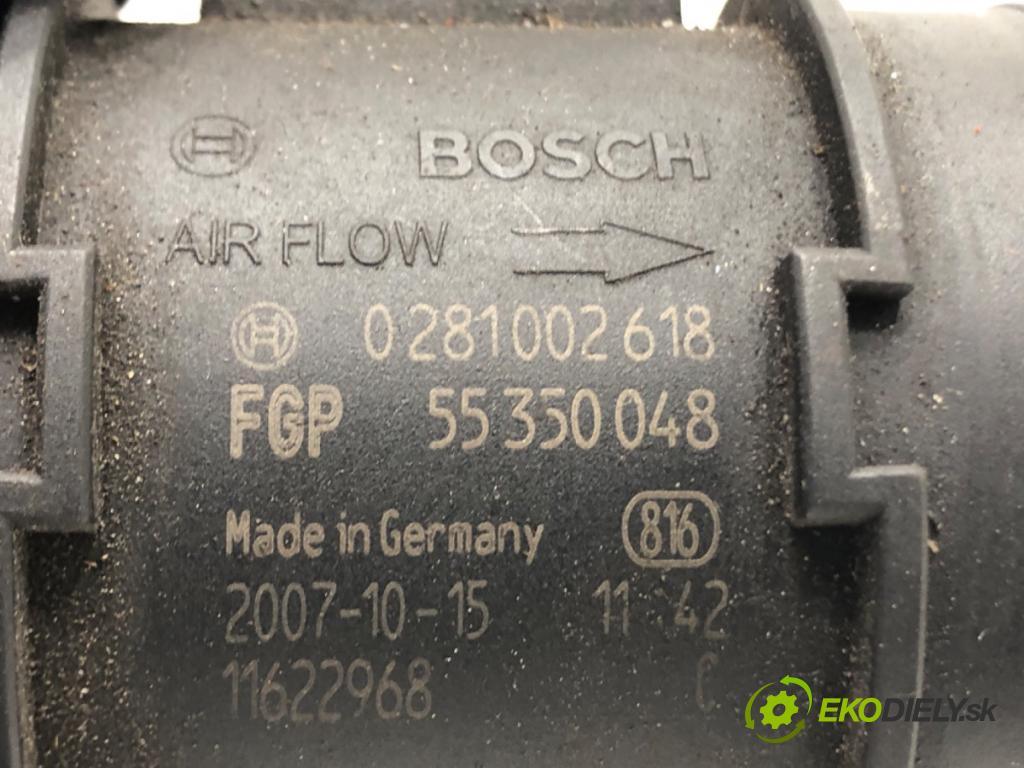 BOSCH
AIR FLOW
0 281 002 618
FGP 55 350 048
Made in Germany 816
2007-10-15 11:42
11622968 C
EKODIELY.sk